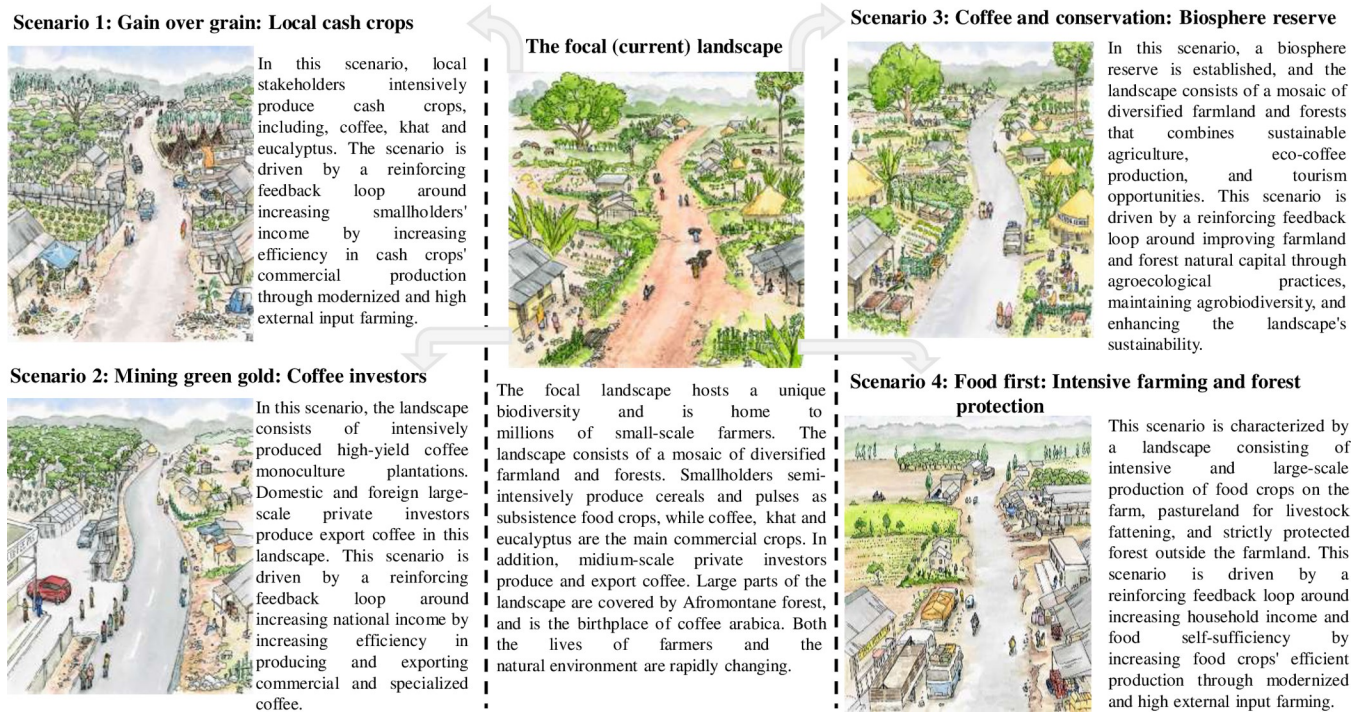 Scenario 1: Gain over grain: Local cash crops
In this scenario, local
stakeholders intensively
produce cash crops,
including, coffee, khat and
eucalyptus. The scenario is
driven by a reinforcing
feedback loop around
increasing smallholders'
income by increasing
efficiency in cash crops'
commercial production
through modernized and high
external input farming.
Scenario 2: Mining green gold: Coffee investors
In this scenario, the landscape
consists of intensively
produced high-yield coffee
monoculture plantations.
Domestic and foreign large-
scale private investors
produce export coffee in this
landscape. This scenario is
driven by a reinforcing
feedback loop around
increasing national income by
increasing efficiency in
producing and exporting
commercial and specialized
coffee.
The focal (current) landscape
The focal landscape hosts a unique
biodiversity and is home to
millions of small-scale farmers. The
landscape consists of a mosaic of diversified
farmland and forests. Smallholders semi-
intensively produce cereals and pulses as
subsistence food crops, while coffee, khat and
eucalyptus are the main commercial crops. In
addition, midium-scale private investors
produce and export coffee. Large parts of the
landscape are covered by Afromontane forest,
and is the birthplace of coffee arabica. Both
the lives of farmers and the
natural environment are rapidly changing.
Scenario 3: Coffee and conservation: Biosphere reserve
In this scenario, a biosphere
reserve is established, and the
landscape consists of a mosaic of
diversified farmland and forests
that combines sustainable
agriculture, eco-coffee
production, and tourism
opportunities. This scenario is
driven by a reinforcing feedback
loop around improving farmland
and forest natural capital through
agroecological practices,
maintaining agrobiodiversity, and
enhancing the landscape's
sustainability.
Scenario 4: Food first: Intensive farming and forest
protection
This scenario is characterized by
a landscape consisting of
intensive and large-scale
production of food crops on the
farm, pastureland for livestock
fattening, and strictly protected
forest outside the farmland. This
scenario is driven by a
reinforcing feedback loop around
increasing household income and
food self-sufficiency by
increasing food crops' efficient
production through modernized
and high external input farming.